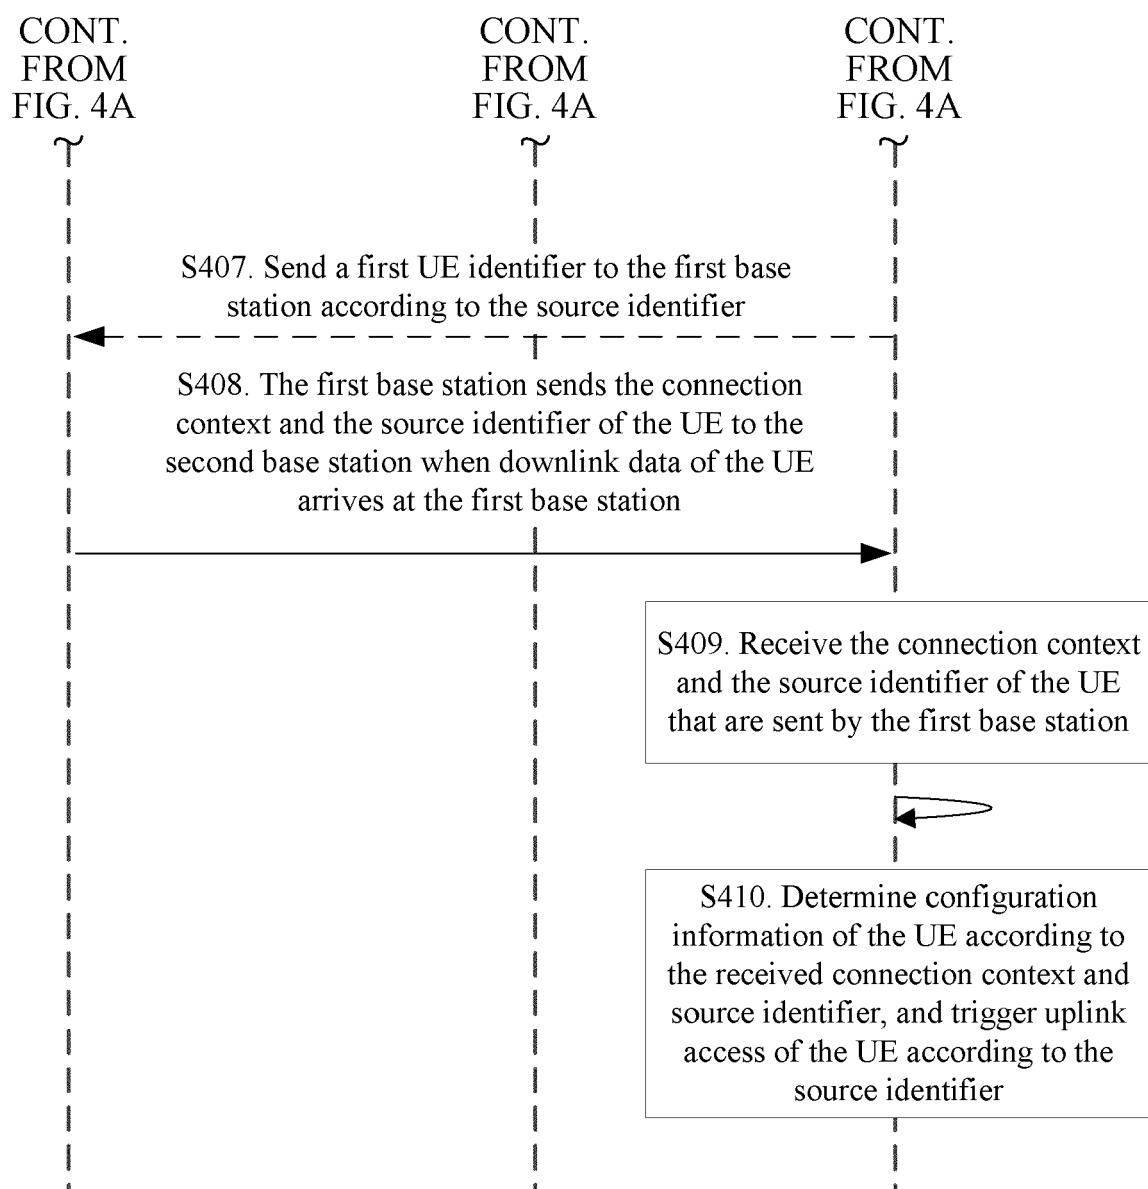 CONT.
FROM
FIG. 4A
CONT.
FROM
FIG. 4A
CONT.
FROM
FIG. 4A
S407. Send a first UE identifier to the first base
station according to the source identifier
S408. The first base station sends the connection
context and the source identifier of the UE to the
second base station when downlink data of the UE
arrives at the first base station
S409. Receive the connection context
and the source identifier of the UE
that are sent by the first base station
S410. Determine configuration
information of the UE according to
the received connection context and
source identifier, and trigger uplink
access of the UE according to the
source identifier